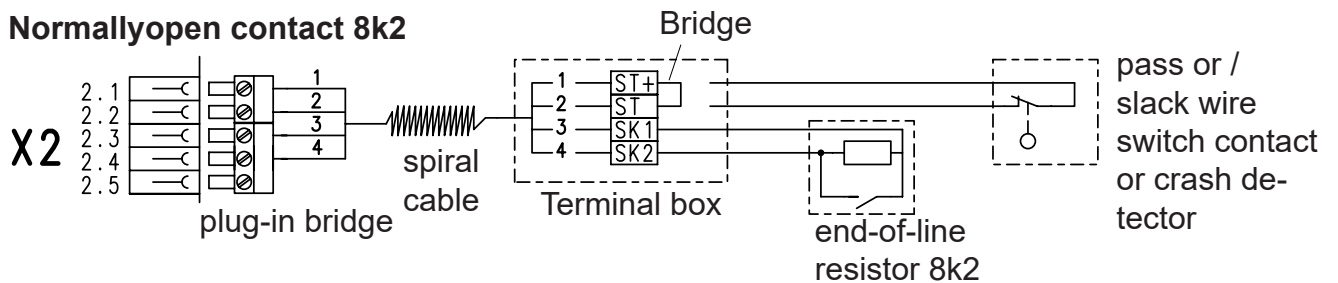 Normallyopen contact 8k2
Bridge
X2
2.1
2.2
2.3
2.4
2.5
1
2
3
4
plug-in bridge
spiral
cable
1 ST+
2 ST
3 SK1
4 SK2
Terminal box
end-of-line
resistor 8k2
pass or /
slack wire
switch contact
or crash de-
tector